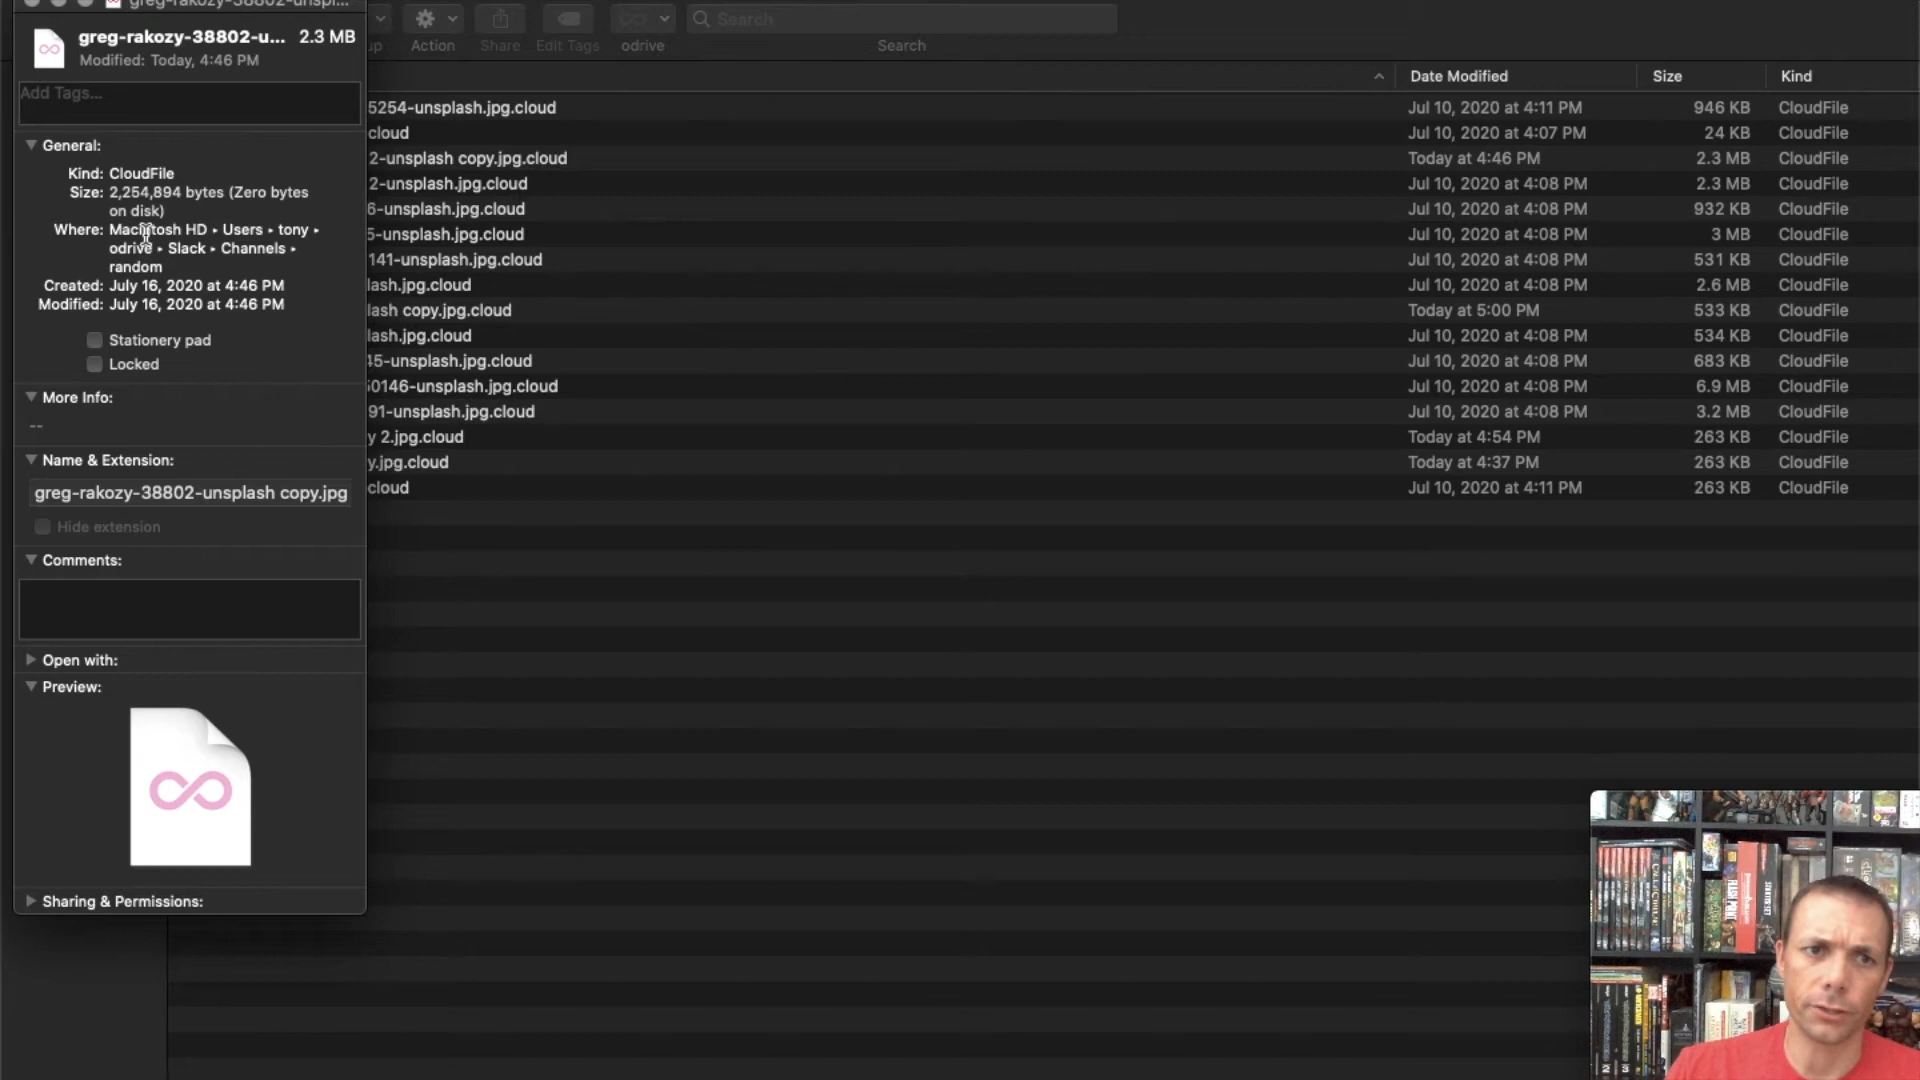 greg-rakozy-38802-unspl...
greg-rakozy-38802-u... 2.3 MB
Modified: Today, 4:46 PM
Add Tags...
General:
Kind: CloudFile
Size: 2,254,894 bytes (Zero bytes
on disk)
Where: Macintosh HD ▸ Users ▸ tony ▸
odrive ▸ Slack ▸ Channels ▸
random
Created: July 16, 2020 at 4:46 PM
Modified: July 16, 2020 at 4:46 PM
Stationery pad
Locked
More Info:
--
Name & Extension:
greg-rakozy-38802-unsplash copy.jpg
Hide extension
Comments:
Open with:
Preview:
Sharing & Permissions:
Search
up Action Share Edit Tags odrive Search
Date Modified Size Kind
5254-unsplash.jpg.cloud Jul 10, 2020 at 4:11 PM 946 KB CloudFile
cloud Jul 10, 2020 at 4:07 PM 24 KB CloudFile
2-unsplash copy.jpg.cloud Today at 4:46 PM 2.3 MB CloudFile
2-unsplash.jpg.cloud Jul 10, 2020 at 4:08 PM 2.3 MB CloudFile
6-unsplash.jpg.cloud Jul 10, 2020 at 4:08 PM 932 KB CloudFile
5-unsplash.jpg.cloud Jul 10, 2020 at 4:08 PM 3 MB CloudFile
141-unsplash.jpg.cloud Jul 10, 2020 at 4:08 PM 531 KB CloudFile
lash.jpg.cloud Jul 10, 2020 at 4:08 PM 2.6 MB CloudFile
lash copy.jpg.cloud Today at 5:00 PM 533 KB CloudFile
lash.jpg.cloud Jul 10, 2020 at 4:08 PM 534 KB CloudFile
45-unsplash.jpg.cloud Jul 10, 2020 at 4:08 PM 683 KB CloudFile
0146-unsplash.jpg.cloud Jul 10, 2020 at 4:08 PM 6.9 MB CloudFile
91-unsplash.jpg.cloud Jul 10, 2020 at 4:08 PM 3.2 MB CloudFile
y 2.jpg.cloud Today at 4:54 PM 263 KB CloudFile
y.jpg.cloud Today at 4:37 PM 263 KB CloudFile
cloud Jul 10, 2020 at 4:11 PM 263 KB CloudFile
FLASH POINT